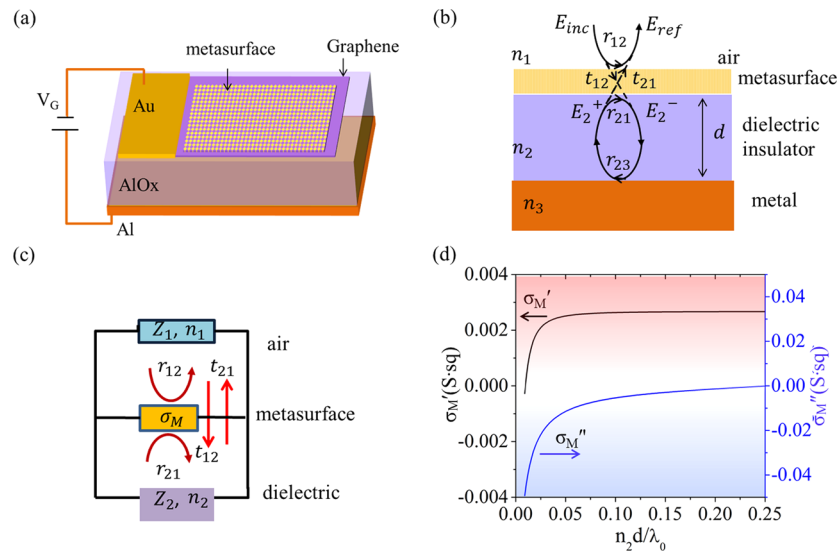 (a)
metasurface
Graphene
V_G
Au
AlOx
Al
(b)
E_inc
E_ref
r_12
n_1
air
t_12
t_21
metasurface
E_2^+
r_21
E_2^-
d
dielectric
insulator
n_2
r_23
n_3
metal
(c)
Z_1, n_1
air
r_12
t_21
σ_M
metasurface
r_21
t_12
Z_2, n_2
dielectric
(d)
0.004
0.002
0.000
-0.002
-0.004
σ_M'(S·sq)
σ_M'
σ_M"
0.04
0.02
0.00
-0.02
-0.04
σ_M"(S·sq)
0.00 0.05 0.10 0.15 0.20 0.25
n_2d/λ_0